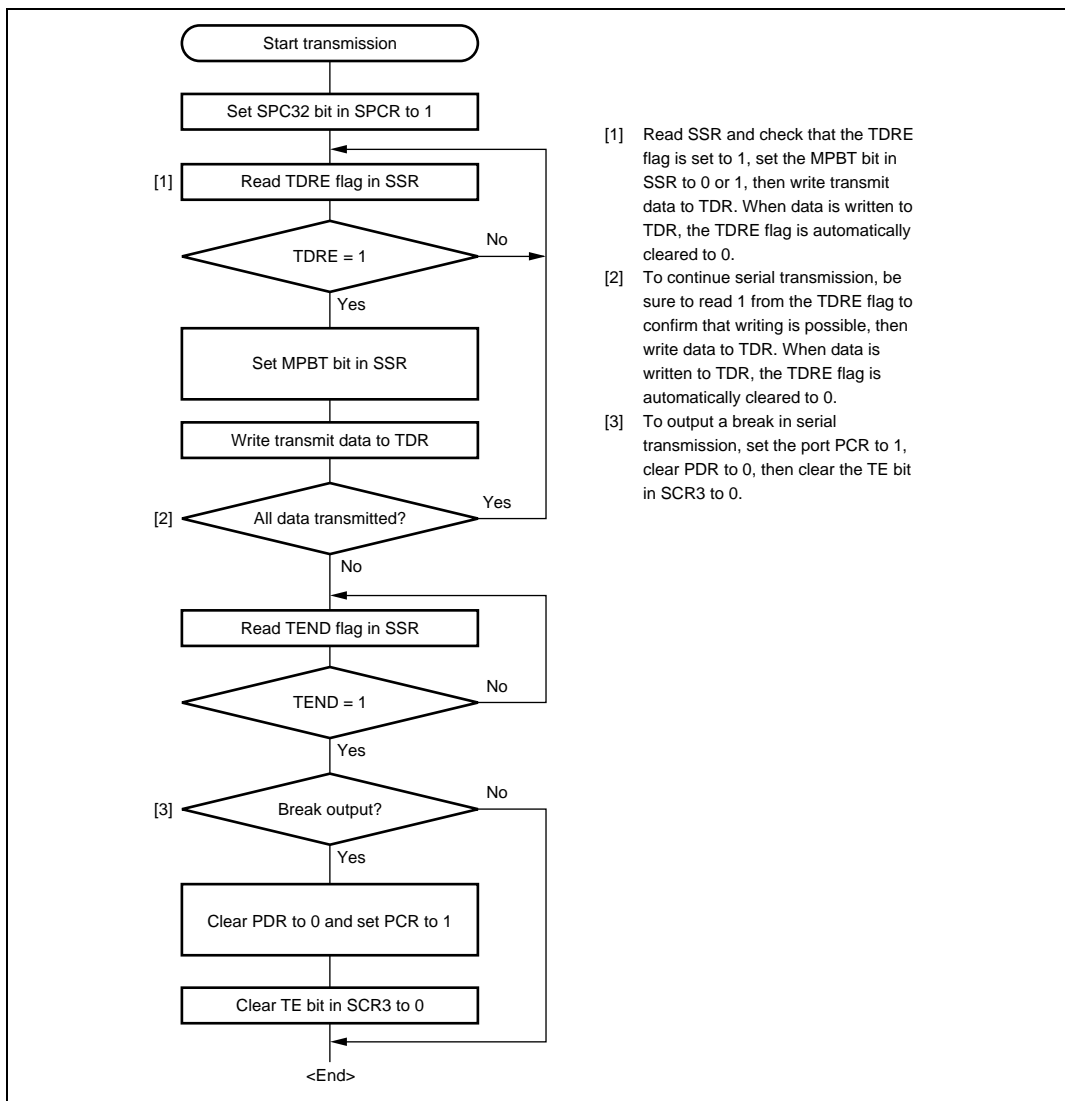 Start transmission
Set SPC32 bit in SPCR to 1
[1]
Read TDRE flag in SSR
TDRE = 1
No
Yes
Set MPBT bit in SSR
Write transmit data to TDR
[2]
All data transmitted?
Yes
No
Read TEND flag in SSR
TEND = 1
No
Yes
[3]
Break output?
No
Yes
Clear PDR to 0 and set PCR to 1
Clear TE bit in SCR3 to 0
<End>
[1] Read SSR and check that the TDRE
flag is set to 1, set the MPBT bit in
SSR to 0 or 1, then write transmit
data to TDR. When data is written to
TDR, the TDRE flag is automatically
cleared to 0.
[2] To continue serial transmission, be
sure to read 1 from the TDRE flag to
confirm that writing is possible, then
write data to TDR. When data is
written to TDR, the TDRE flag is
automatically cleared to 0.
[3] To output a break in serial
transmission, set the port PCR to 1,
clear PDR to 0, then clear the TE bit
in SCR3 to 0.